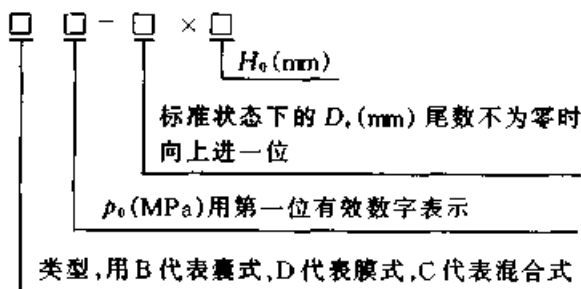 □ □-□ ×□
H₀(mm)
标准状态下的 Dₑ(mm) 尾数不为零时
向上进一位
p₀(MPa)用第一位有效数字表示
类型,用B代表囊式,D代表膜式,C代表混合式